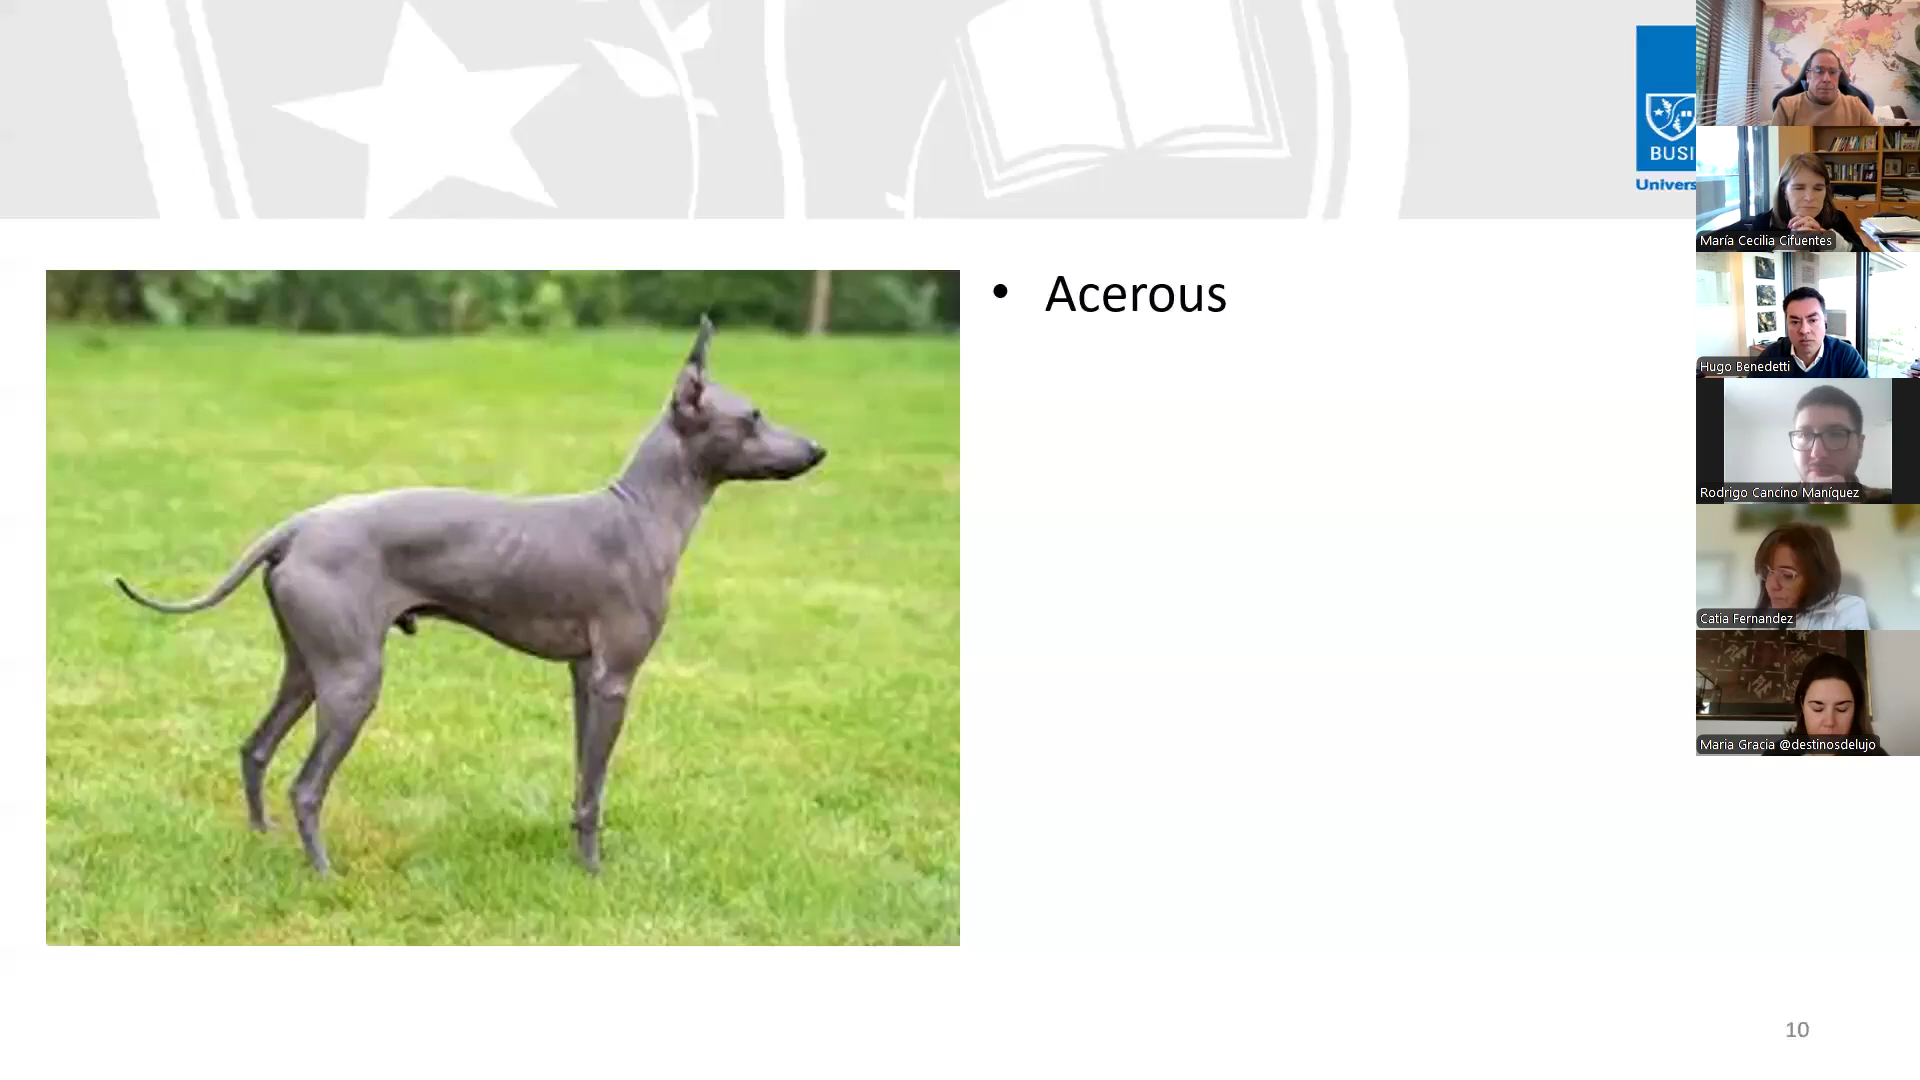 BUSI
Univers
• Acerous
María Cecilia Cifuentes
Hugo Benedetti
Rodrigo Cancino Maníquez
Catia Fernandez
Maria Gracia @destinosdelujo
10